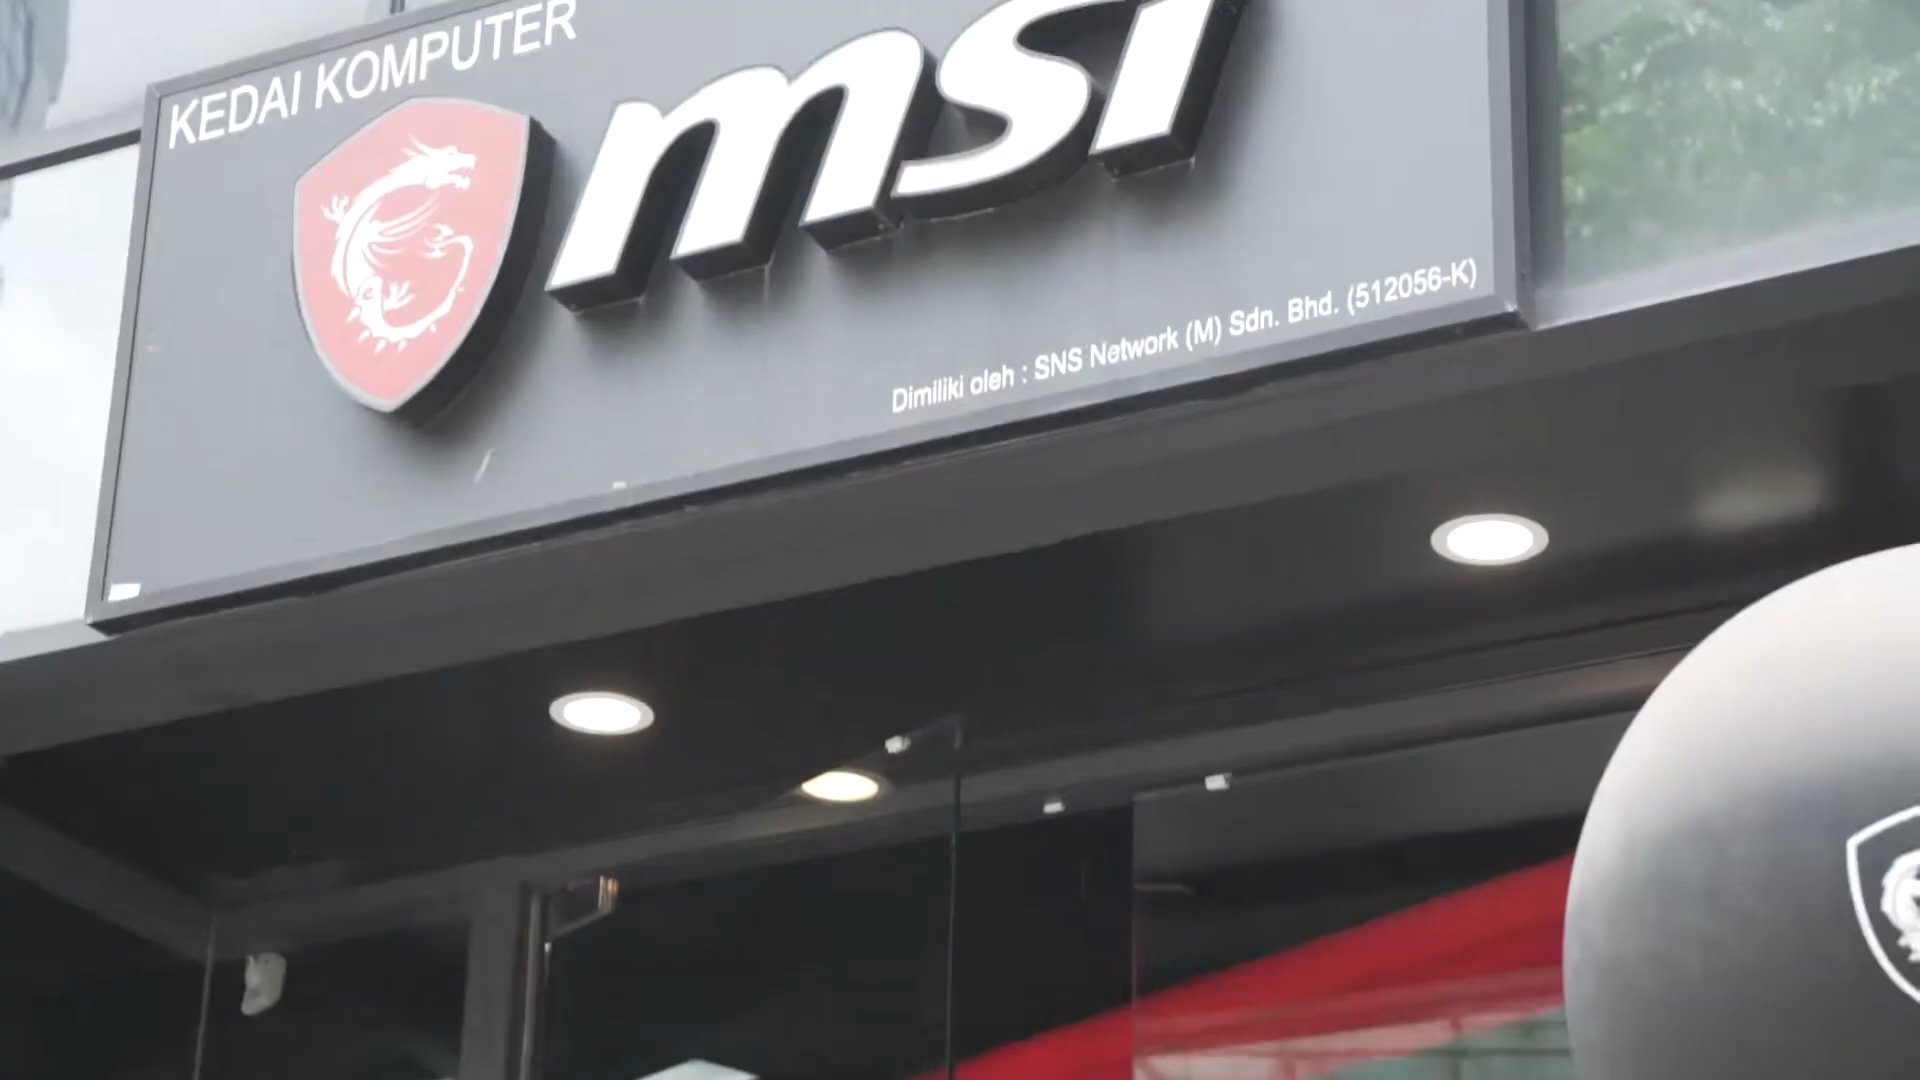 KEDAI KOMPUTER
msi
Dimiliki oleh : SNS Network (M) Sdn. Bhd. (512056-K)